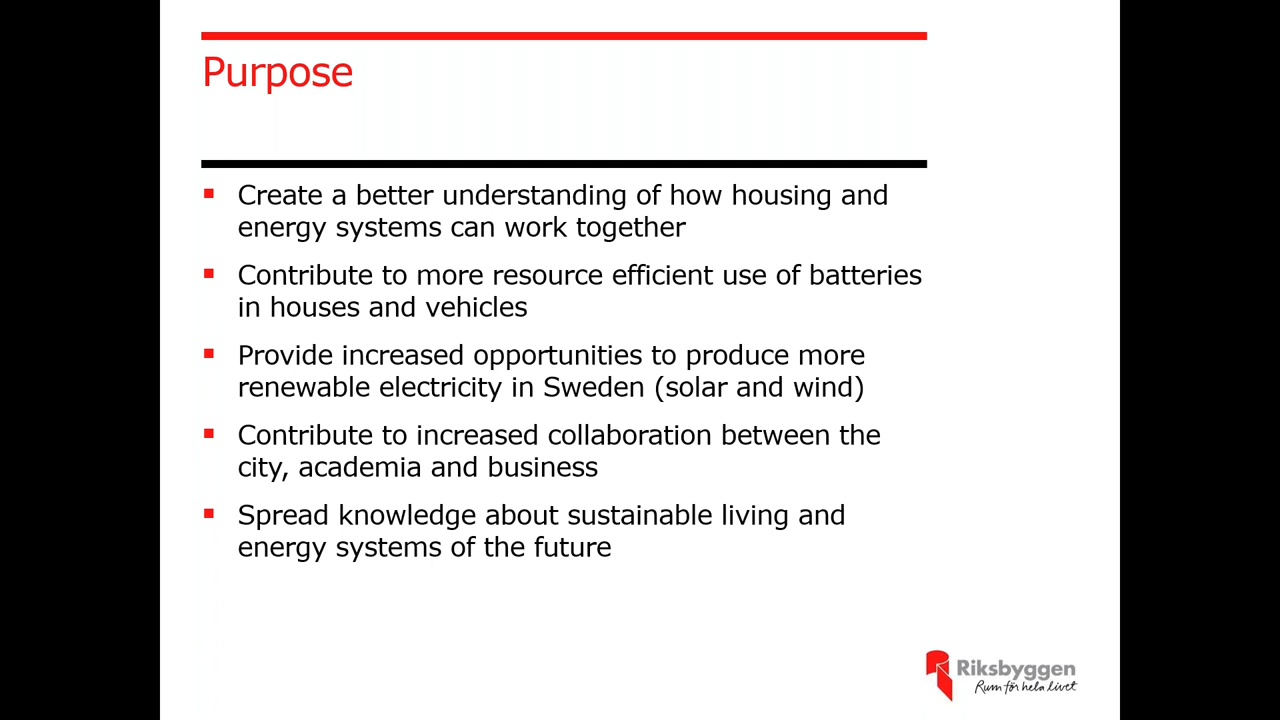 Purpose
Create a better understanding of how housing and
energy systems can work together
Contribute to more resource efficient use of batteries
in houses and vehicles
Provide increased opportunities to produce more
renewable electricity in Sweden (solar and wind)
Contribute to increased collaboration between the
city, academia and business
Spread knowledge about sustainable living and
energy systems of the future
Riksbyggen
Rum för hela livet